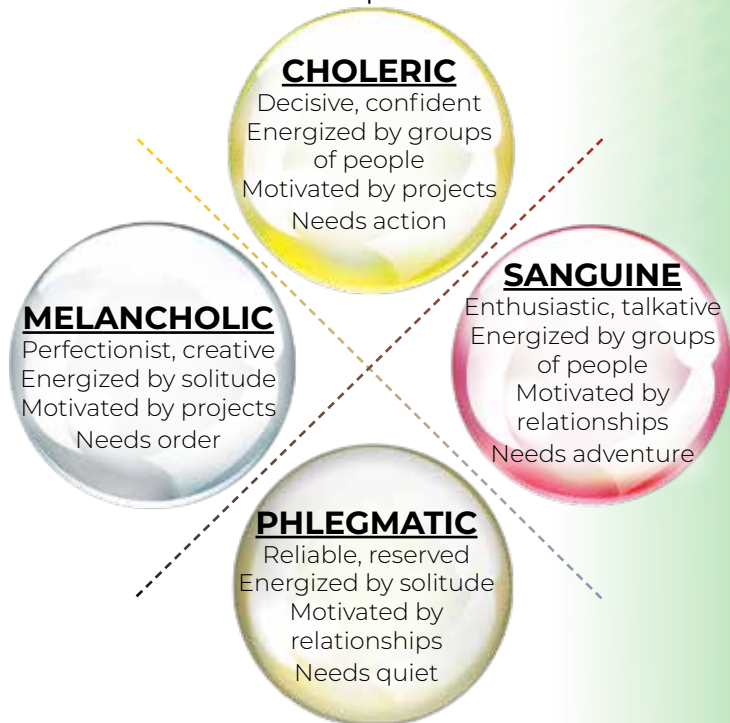 CHOLERIC
Decisive, confident
Energized by groups
of people
Motivated by projects
Needs action
MELANCHOLIC
Perfectionist, creative
Energized by solitude
Motivated by projects
Needs order
SANGUINE
Enthusiastic, talkative
Energized by groups
of people
Motivated by
relationships
Needs adventure
PHLEGMATIC
Reliable, reserved
Energized by solitude
Motivated by
relationships
Needs quiet